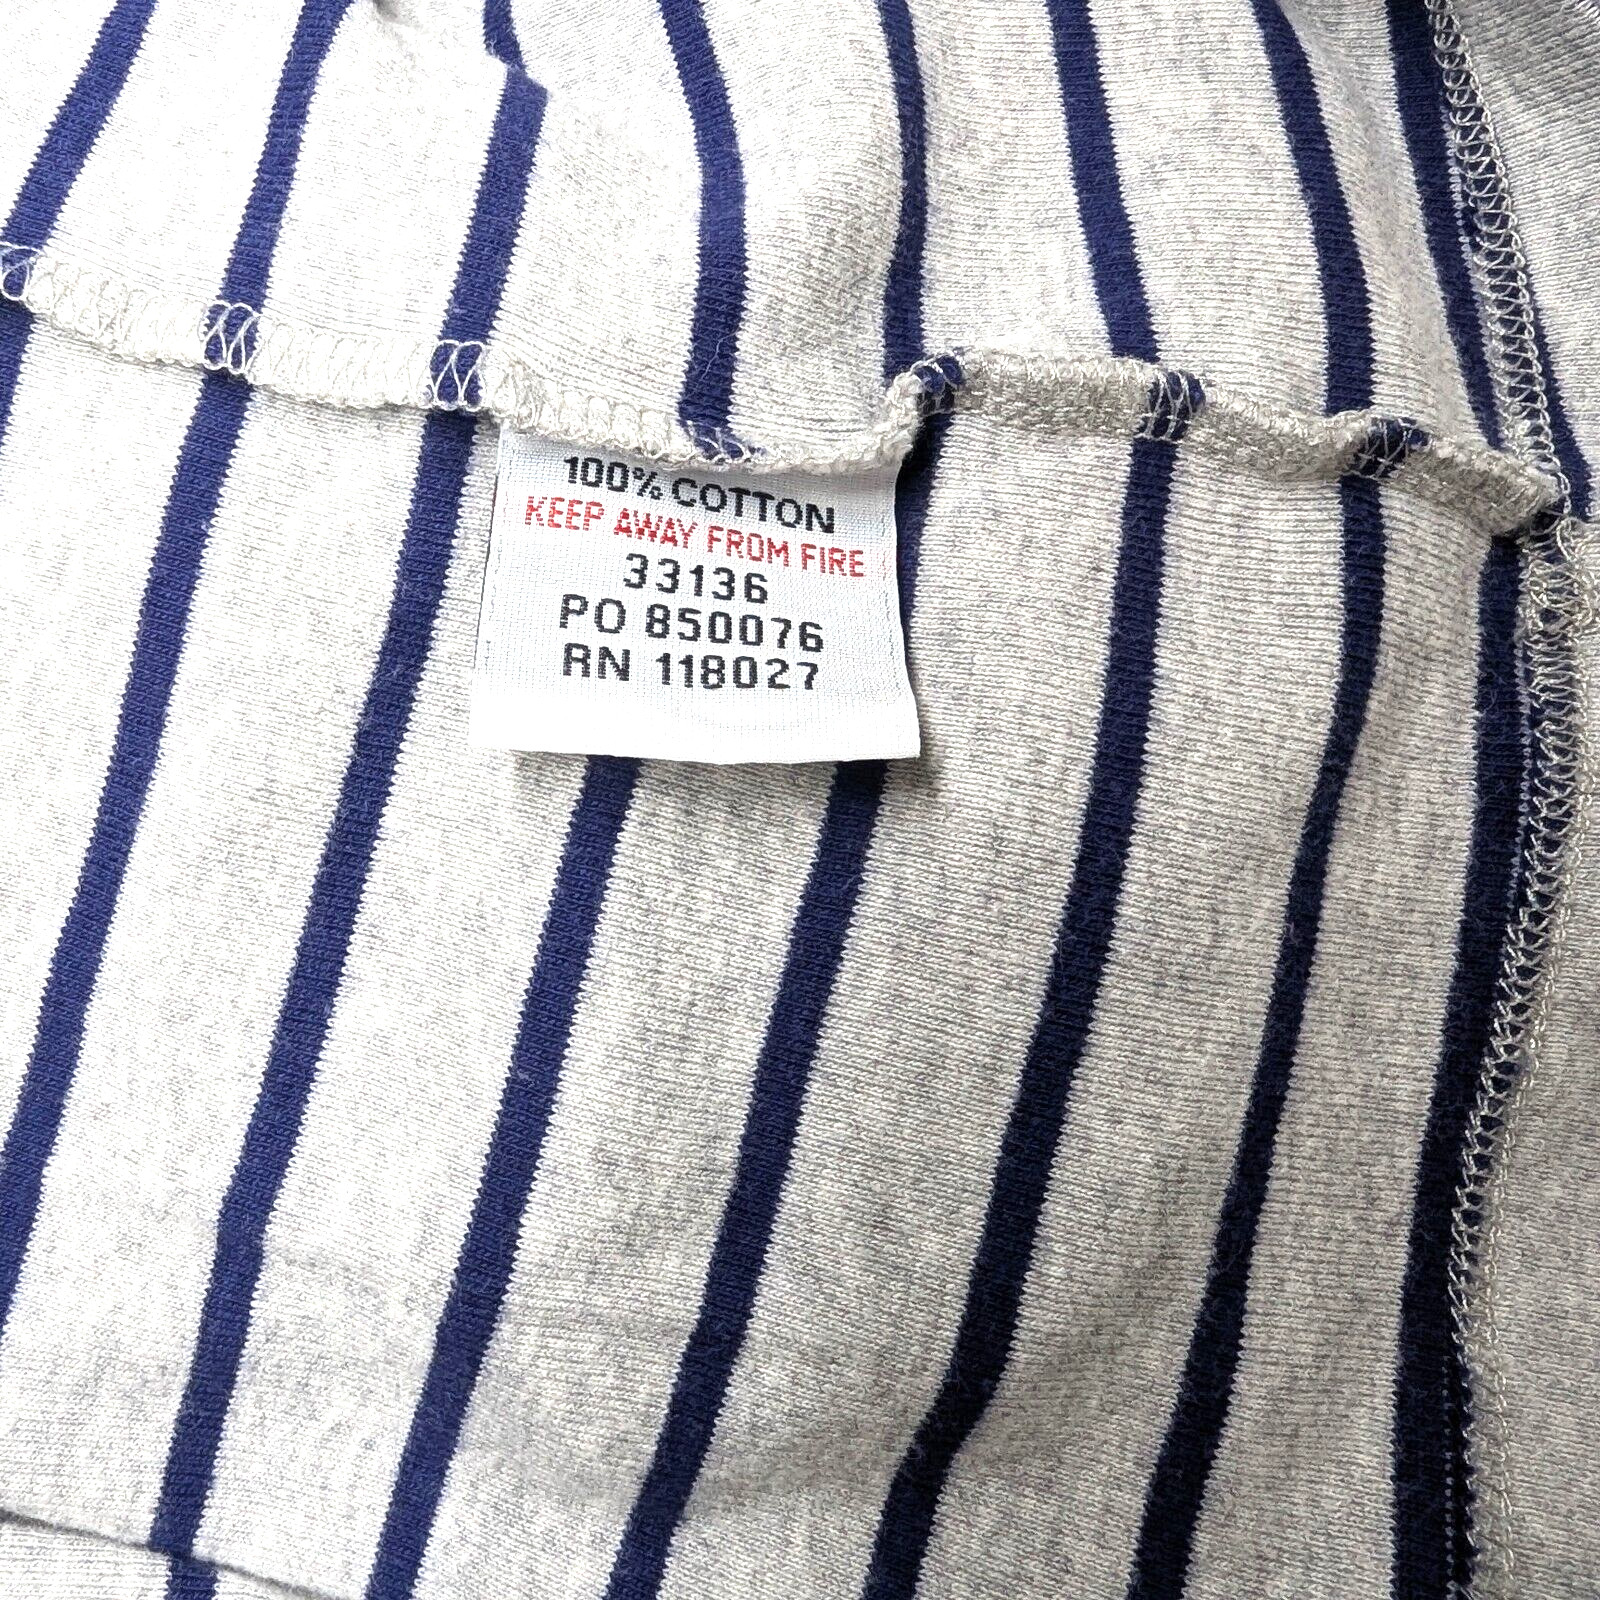 100% COTTON
KEEP AWAY FROM FIRE
33136
PO 850076
RN 118027